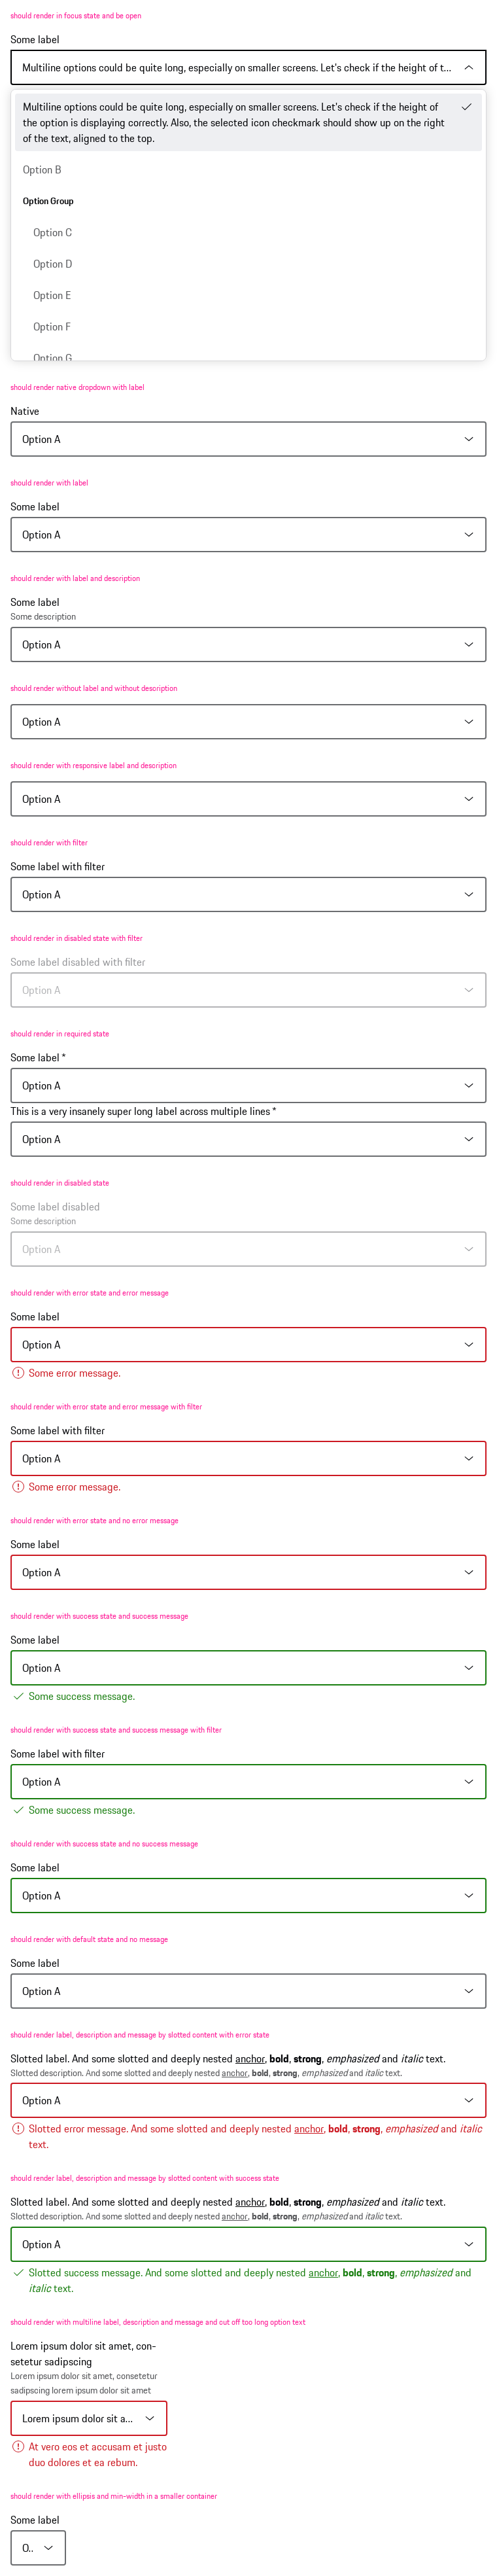 should render in focus state and be open
Some label
Multiline options could be quite long, especially on smaller screens. Let's check if the height of t...
Multiline options could be quite long, especially on smaller screens. Let's check if the height of
the option is displaying correctly. Also, the selected icon checkmark should show up on the right
of the text, aligned to the top.
Option B
Option Group
Option C
Option D
Option E
Option F
Option G
should render native dropdown with label
Native
Option A
should render with label
Some label
Option A
should render with label and description
Some label
Some description
Option A
should render without label and without description
Option A
should render with responsive label and description
Option A
should render with filter
Some label with filter
Option A
should render in disabled state with filter
Some label disabled with filter
Option A
should render in required state
Some label *
Option A
This is a very insanely super long label across multiple lines *
Option A
should render in disabled state
Some label disabled
Some description
Option A
should render with error state and error message
Some label
Option A
Some error message.
should render with error state and error message with filter
Some label with filter
Option A
Some error message.
should render with error state and no error message
Some label
Option A
should render with success state and success message
Some label
Option A
Some success message.
should render with success state and success message with filter
Some label with filter
Option A
Some success message.
should render with success state and no success message
Some label
Option A
should render with default state and no message
Some label
Option A
should render label, description and message by slotted content with error state
Slotted label. And some slotted and deeply nested anchor, bold, strong, emphasized and italic text.
Slotted description. And some slotted and deeply nested anchor, bold, strong, emphasized and italic text.
Option A
Slotted error message. And some slotted and deeply nested anchor, bold, strong, emphasized and italic
text.
should render label, description and message by slotted content with success state
Slotted label. And some slotted and deeply nested anchor, bold, strong, emphasized and italic text.
Slotted description. And some slotted and deeply nested anchor, bold, strong, emphasized and italic text.
Option A
Slotted success message. And some slotted and deeply nested anchor, bold, strong, emphasized and
italic text.
should render with multiline label, description and message and cut off too long option text
Lorem ipsum dolor sit amet, con-
setetur sadipscing
Lorem ipsum dolor sit amet, consetetur
sadipscing lorem ipsum dolor sit amet
Lorem ipsum dolor sit a...
At vero eos et accusam et justo
duo dolores et ea rebum.
should render with ellipsis and min-width in a smaller container
Some label
O..